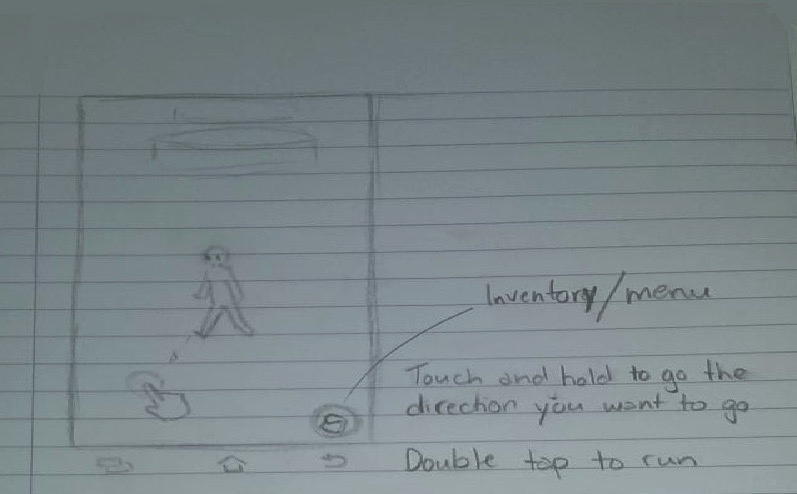 Inventory/menu
Touch and hold to go the
direction you want to go
Double tap to run